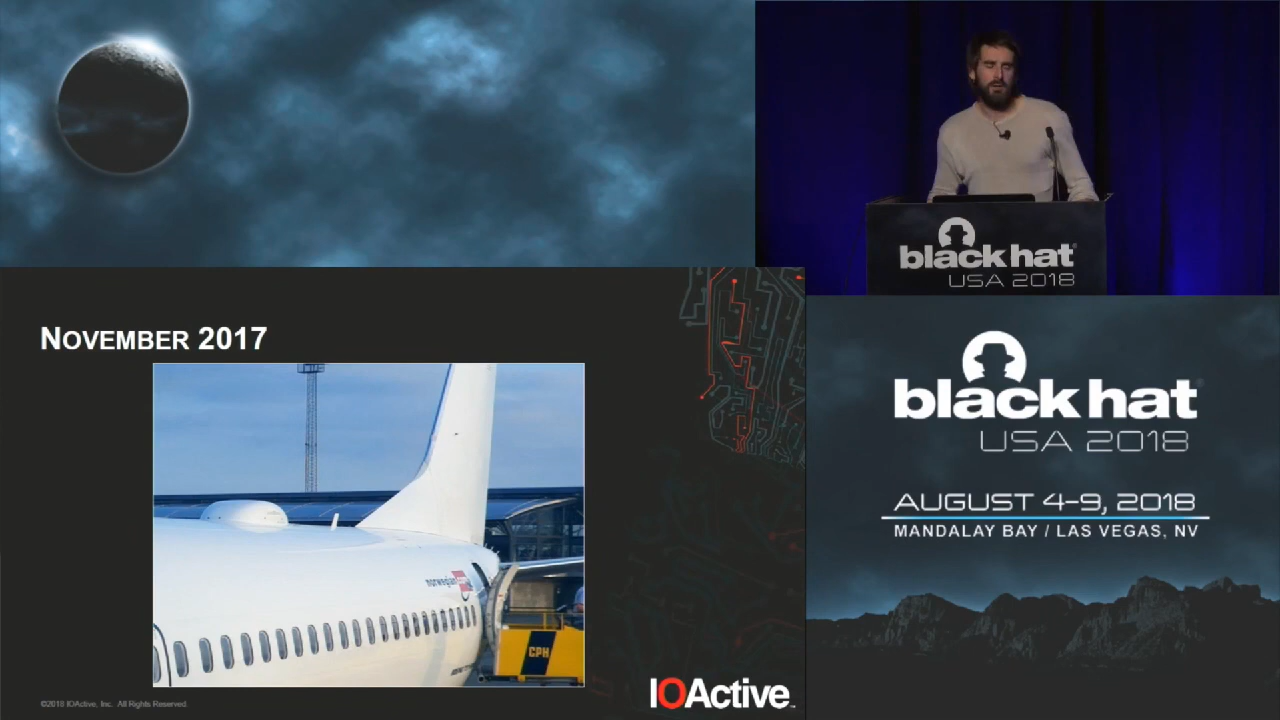 black hat
USA 2018
NOVEMBER 2017
norwegian
CPH
©2018 IOActive, Inc. All Rights Reserved.
IOActive
black hat
USA 2018
AUGUST 4-9, 2018
MANDALAY BAY / LAS VEGAS, NV